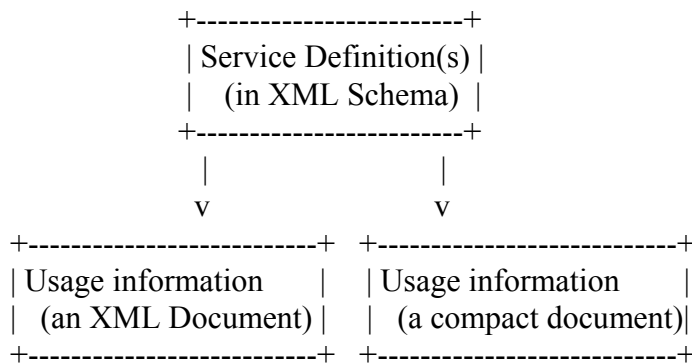 +-------------------------+
| Service Definition(s) |
|    (in XML Schema)  |
+-------------------------+
|                              |
v                              v
+---------------------------+   +-----------------------------+
| Usage information       |   | Usage information         |
|   (an XML Document) |   |   (a compact document)|
+---------------------------+   +-----------------------------+